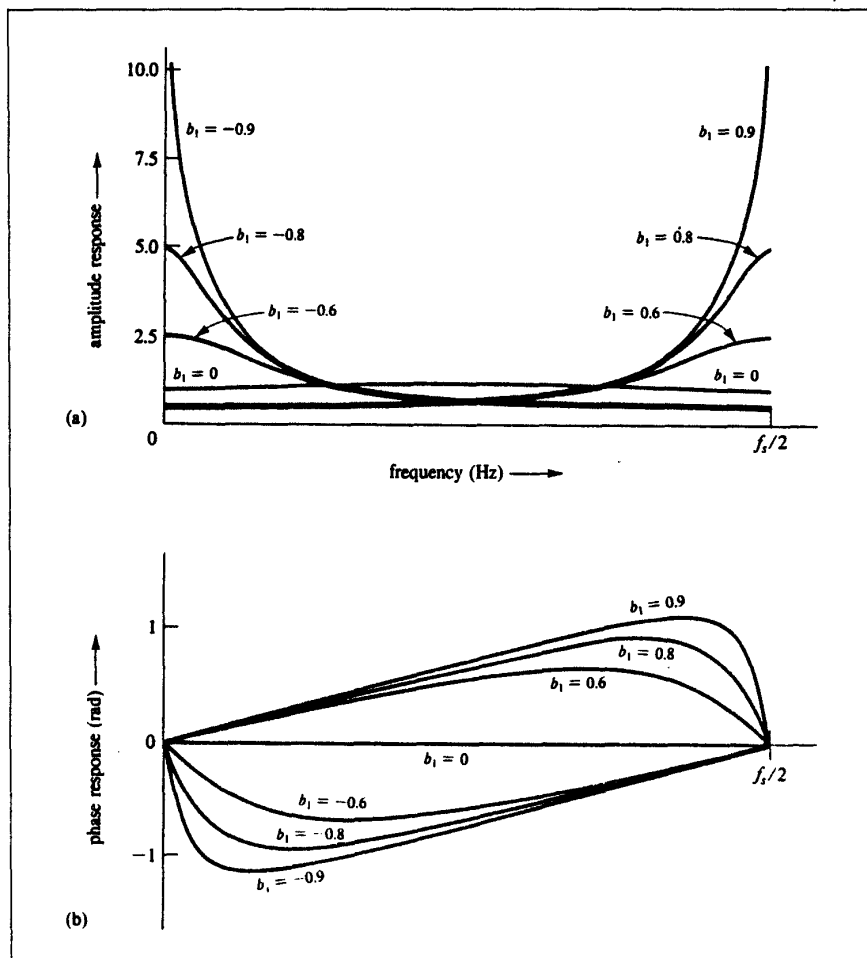 10.0
b₁ = −0.9
b₁ = 0.9
7.5
amplitude response
b₁ = −0.8
b₁ = 0.8
5.0
b₁ = −0.6
b₁ = 0.6
2.5
b₁ = 0
b₁ = 0
(a)
0
fₛ/2
frequency (Hz)
b₁ = 0.9
1
b₁ = 0.8
b₁ = 0.6
phase response (rad)
0
b₁ = 0
fₛ/2
b₁ = −0.6
b₁ = −0.8
−1
b₁ = −0.9
(b)